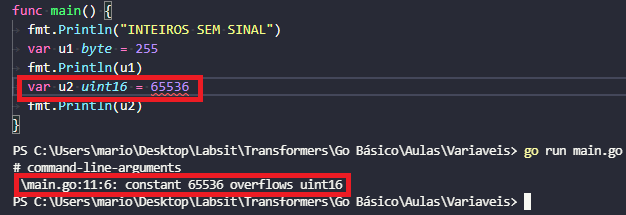 func main() {
fmt.Println("INTEIROS SEM SINAL")
var u1 byte = 255
fmt.Println(u1)
var u2 uint16 = 65536
fmt.Println(u2)
}
PS C:\Users\mario\Desktop\Labsit\Transformers\Go Básico\Aulas\Variaveis> go run main.go
# command-line-arguments
.\main.go:11:6: constant 65536 overflows uint16
PS C:\Users\mario\Desktop\Labsit\Transformers\Go Básico\Aulas\Variaveis>